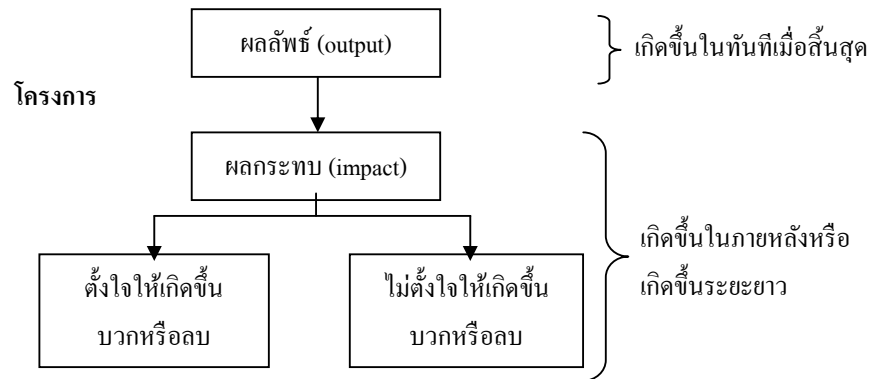 ผลลัพธ์ (output)
เกิดขึ้นในทันทีเมื่อสิ้นสุด
โครงการ
ผลกระทบ (impact)
เกิดขึ้นในภายหลังหรือ
เกิดขึ้นระยะยาว
ตั้งใจให้เกิดขึ้น
บวกหรือลบ
ไม่ตั้งใจให้เกิดขึ้น
บวกหรือลบ